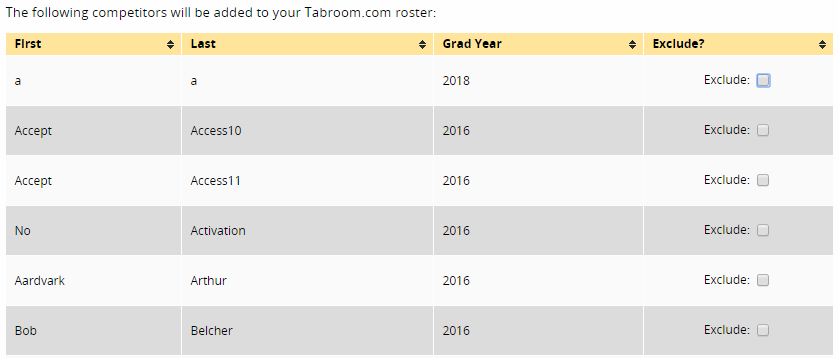 The following competitors will be added to your Tabroom.com roster:
First Last Grad Year Exclude?
a a 2018 Exclude:
Accept Access10 2016 Exclude:
Accept Access11 2016 Exclude:
No Activation 2016 Exclude:
Aardvark Arthur 2016 Exclude:
Bob Belcher 2016 Exclude: